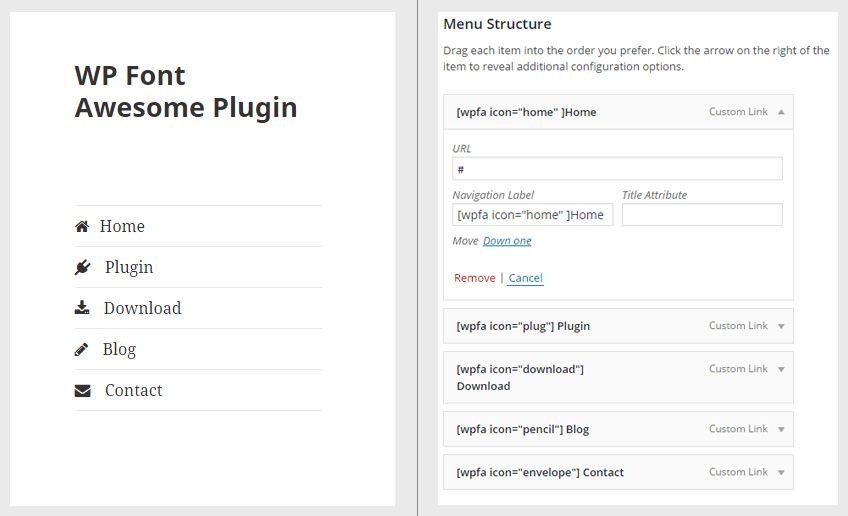 WP Font
Awesome Plugin
Home
Plugin
Download
Blog
Contact
Menu Structure
Drag each item into the order you prefer. Click the arrow on the right of the
item to reveal additional configuration options.
[wpfa icon="home" ]Home Custom Link
URL
#
Navigation Label Title Attribute
[wpfa icon="home" ]Home
Move Down one
Remove | Cancel
[wpfa icon="plug"] Plugin Custom Link
[wpfa icon="download"] Custom Link
Download
[wpfa icon="pencil"] Blog Custom Link
[wpfa icon="envelope"] Contact Custom Link